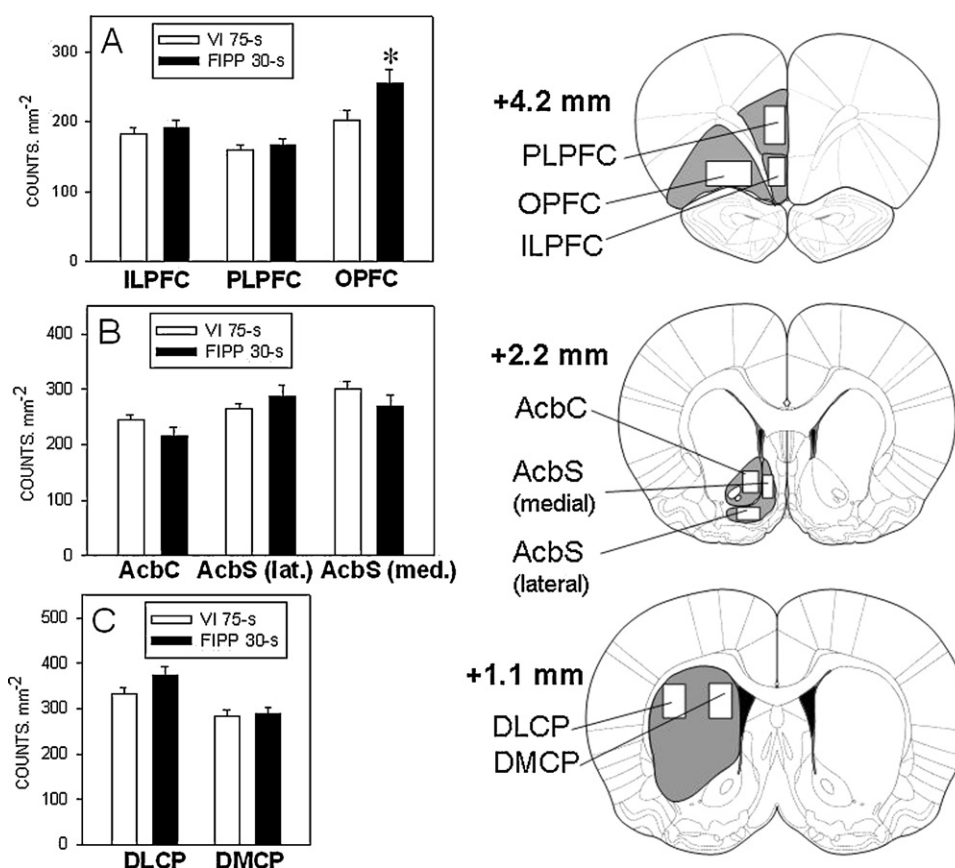 A
VI 75-s
FIPP 30-s
*
300
200
100
0
COUNTS. mm-2
ILPFC PLPFC OPFC
+4.2 mm
PLPFC
OPFC
ILPFC
B
VI 75-s
FIPP 30-s
400
300
200
100
0
COUNTS. mm-2
AcbC AcbS (lat.) AcbS (med.)
+2.2 mm
AcbC
AcbS
(medial)
AcbS
(lateral)
C
VI 75-s
FIPP 30-s
500
400
300
200
100
0
COUNTS. mm-2
DLCP DMCP
+1.1 mm
DLCP
DMCP